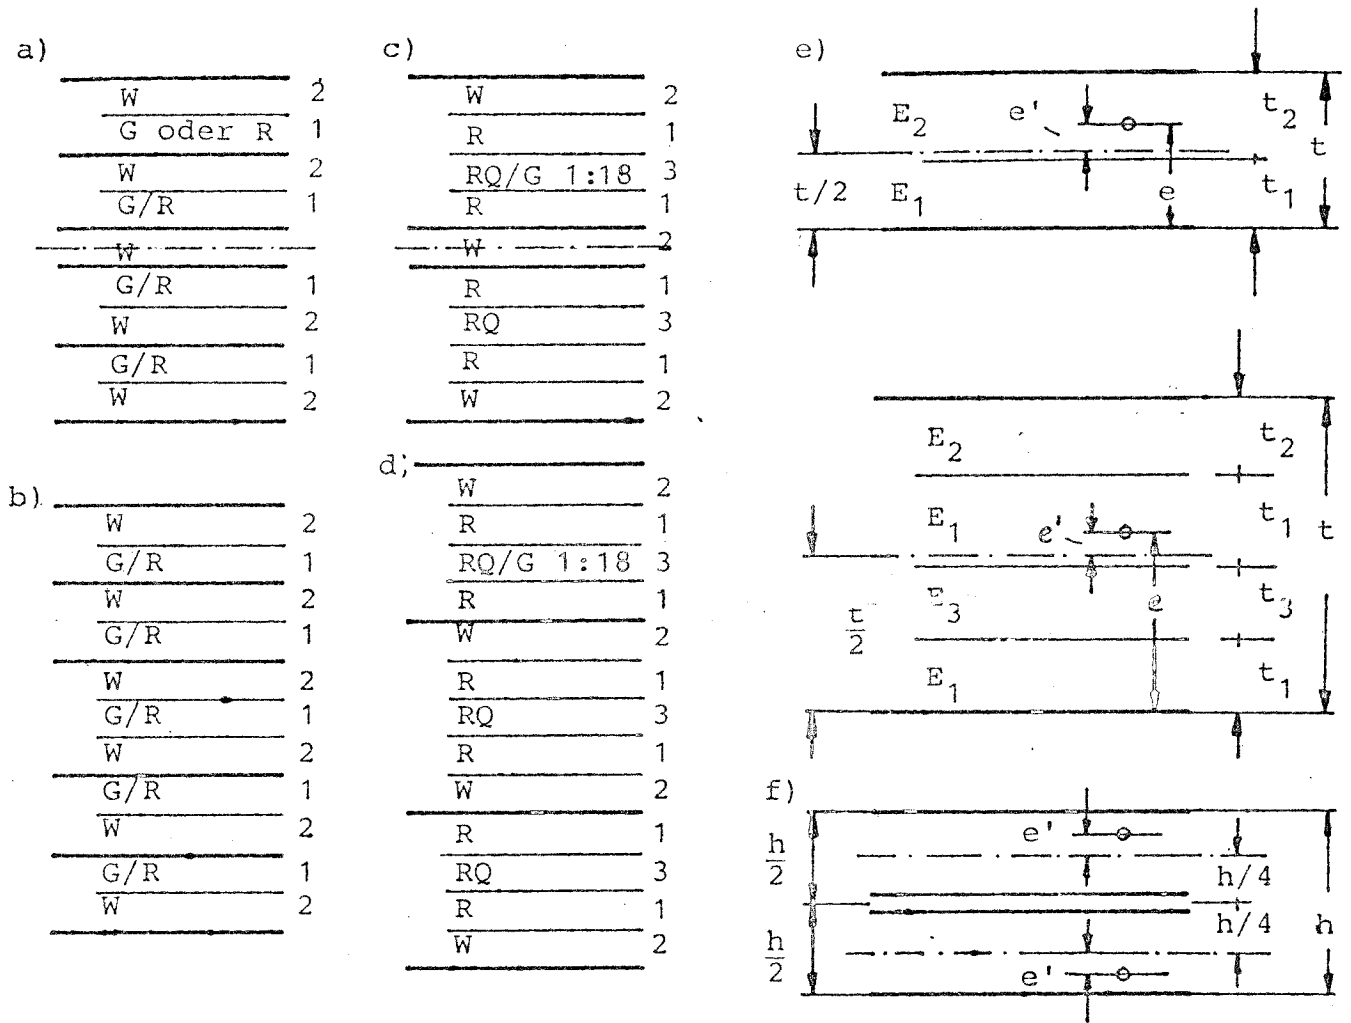 a)
W 2
G oder R 1
W 2
G/R 1
W
G/R 1
W 2
G/R 1
W 2
b)
W 2
G/R 1
W 2
G/R 1
W 2
G/R 1
W 2
G/R 1
W 2
G/R 1
W 2
c)
W 2
R 1
RQ/G 1:18 3
R 1
W 2
R 1
RQ 3
R 1
W 2
d;
W 2
R 1
RQ/G 1:18 3
R 1
W 2
R 1
RQ 3
R 1
W 2
R 1
RQ 3
R 1
W 2
e)
E2 e' t2
t
t/2 E1 e t1
E2 t2
E1 e' t1 t
t/2 E3 e t3
E1 t1
f)
h/2 e'
h/4
h/4 h
h/2 e'